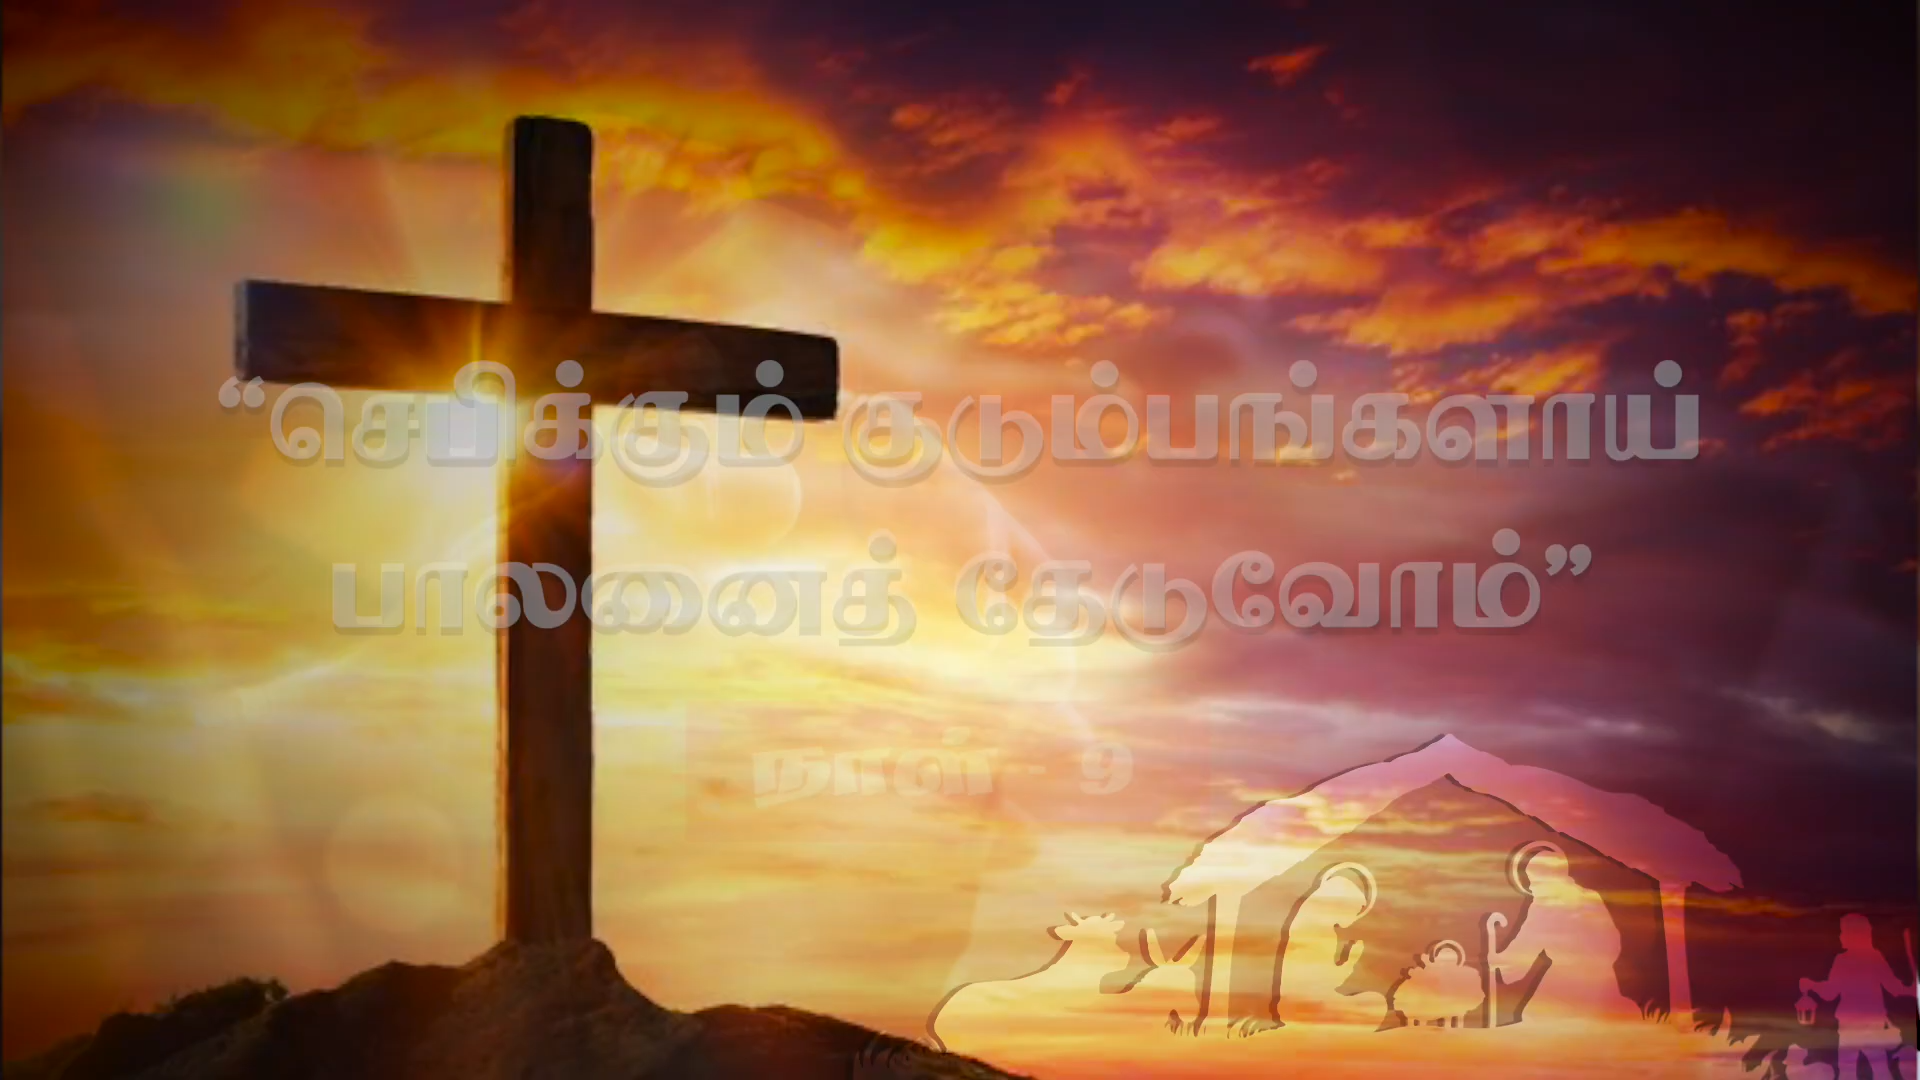 “செபிக்கும் குடும்பங்களாய்
பாலனைத் தேடுவோம்”
நாள் - 9